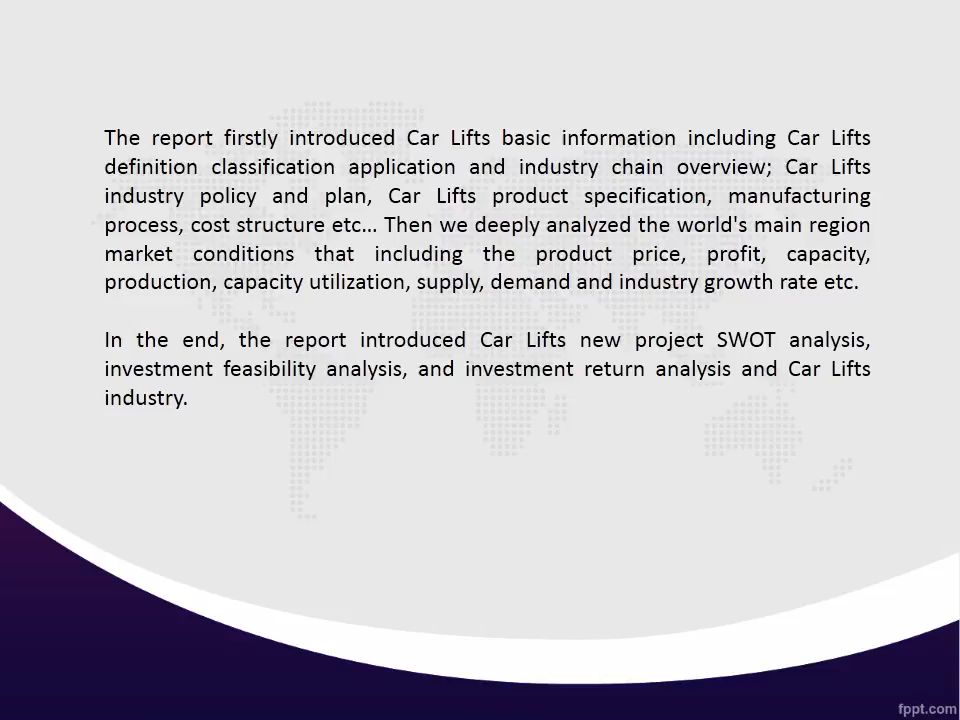 The report firstly introduced Car Lifts basic information including Car Lifts
definition classification application and industry chain overview; Car Lifts
industry policy and plan, Car Lifts product specification, manufacturing
process, cost structure etc… Then we deeply analyzed the world's main region
market conditions that including the product price, profit, capacity,
production, capacity utilization, supply, demand and industry growth rate etc.
In the end, the report introduced Car Lifts new project SWOT analysis,
investment feasibility analysis, and investment return analysis and Car Lifts
industry.
fppt.com